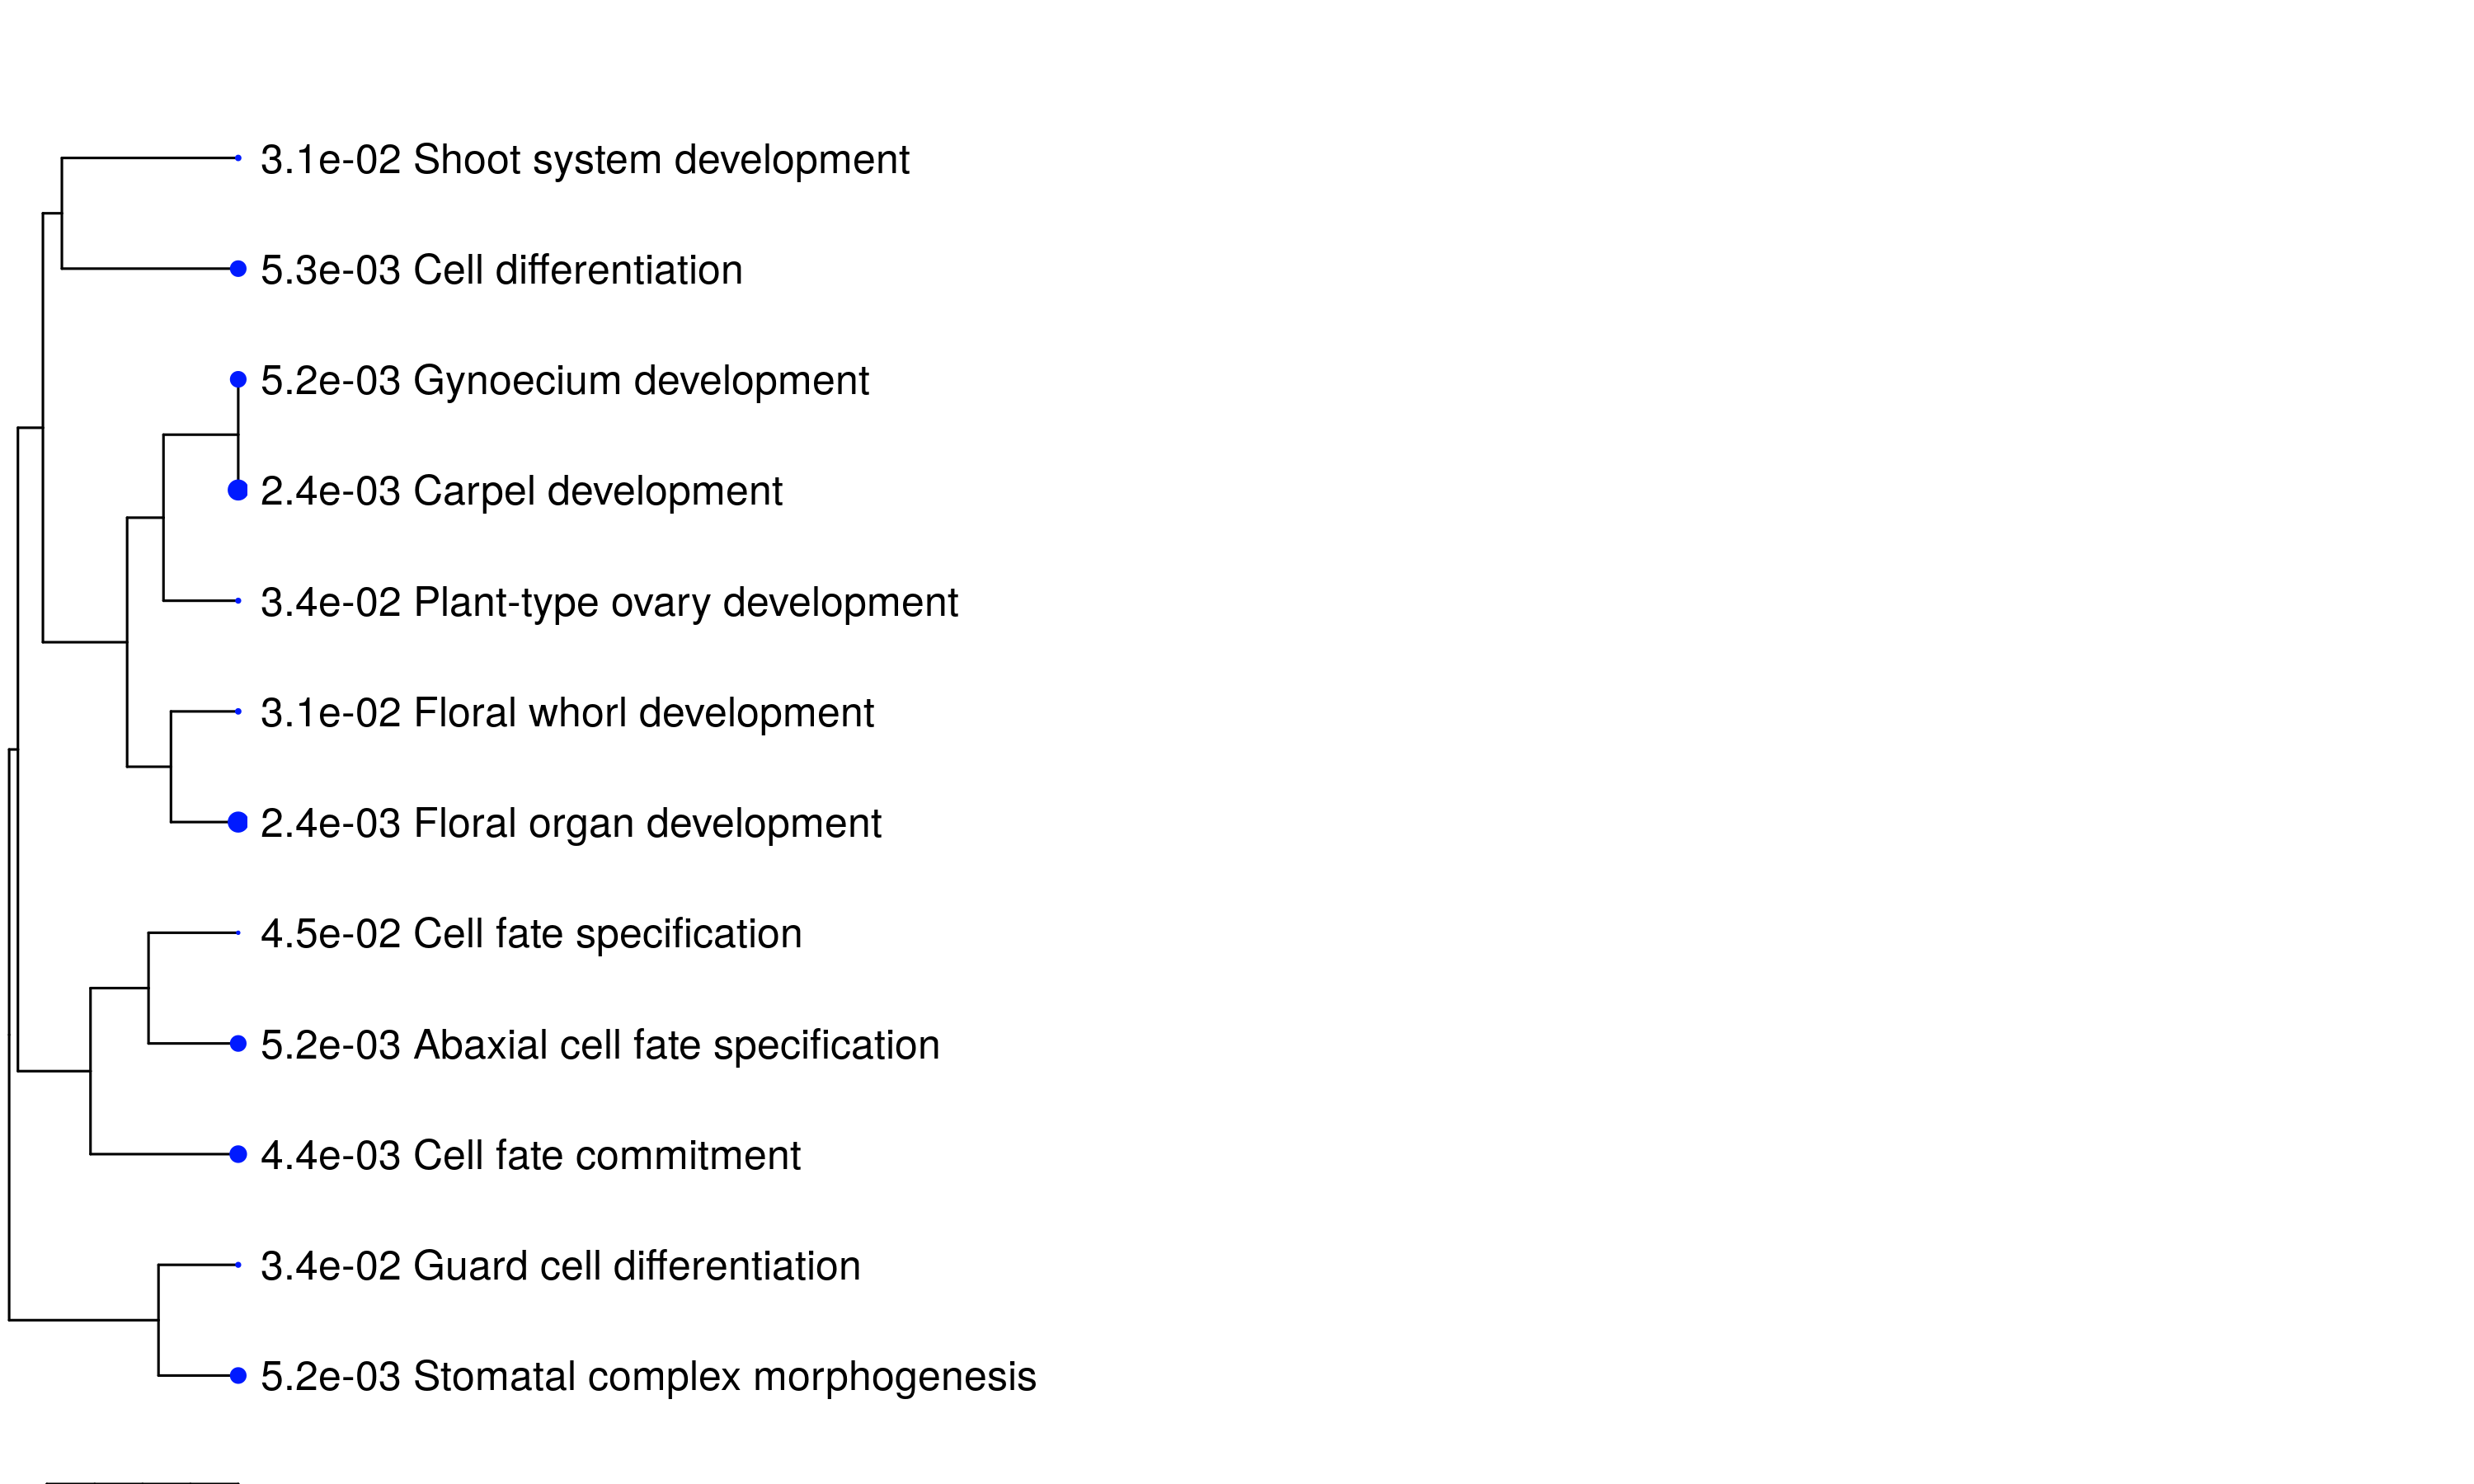 3.1e-02 Shoot system development
5.3e-03 Cell differentiation
5.2e-03 Gynoecium development
2.4e-03 Carpel development
3.4e-02 Plant-type ovary development
3.1e-02 Floral whorl development
2.4e-03 Floral organ development
4.5e-02 Cell fate specification
5.2e-03 Abaxial cell fate specification
4.4e-03 Cell fate commitment
3.4e-02 Guard cell differentiation
5.2e-03 Stomatal complex morphogenesis